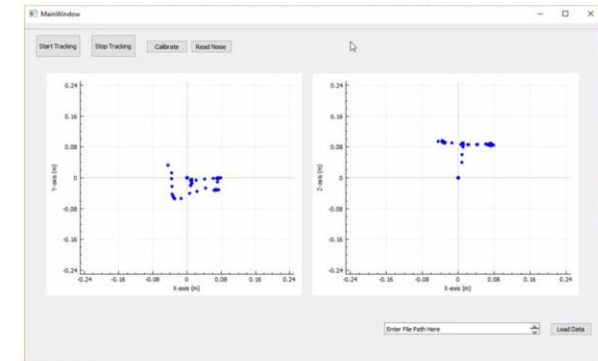 MainWindow
Start Tracking Stop Tracking Calibrate Read Noise
0.24 0.24
0.16 0.16
0.08 0.08
0 0
-0.08 -0.08
-0.16 -0.16
-0.24 -0.24
Y-axis (m) Z-axis (m)
-0.24 -0.16 -0.08 0 0.08 0.16 0.24 -0.24 -0.16 -0.08 0 0.08 0.16 0.24
X-axis (m) X-axis (m)
Enter File Path Here Load Data